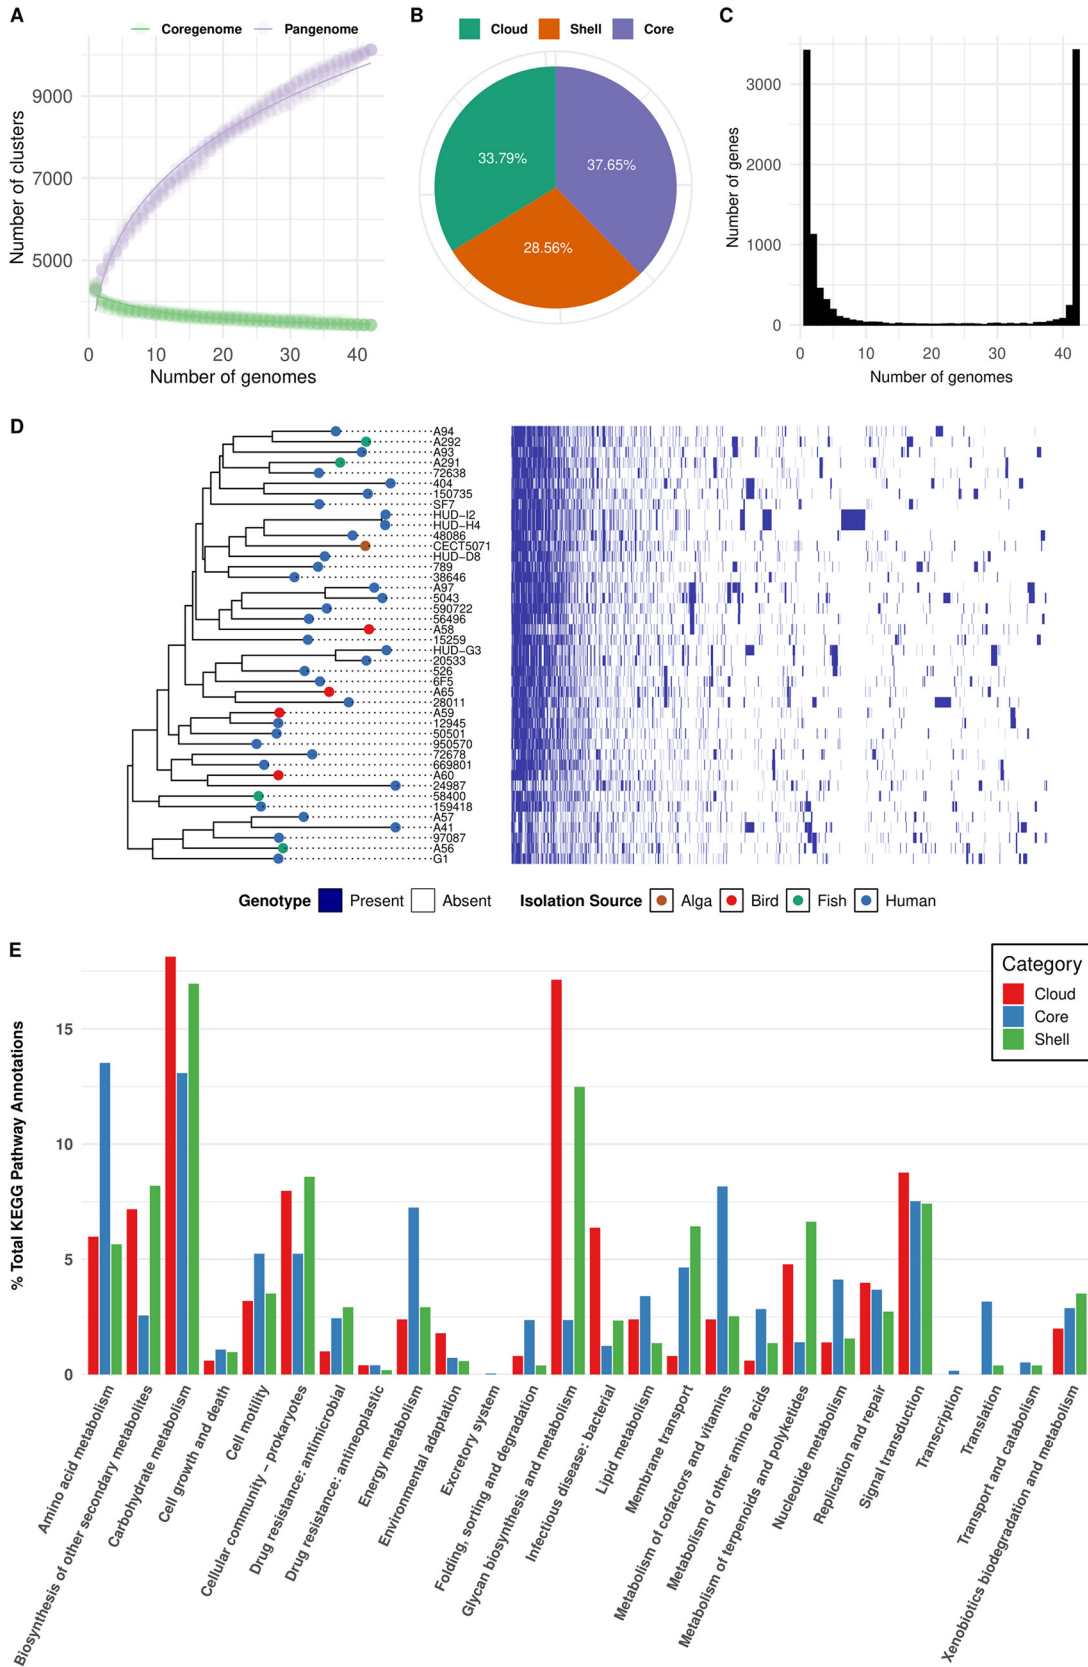 A
Coregenome
Pangenome
Number of clusters
9000
7000
5000
0
10
20
30
40
Number of genomes
B
Cloud
Shell
Core
33.79%
37.65%
28.56%
C
Number of genes
3000
2000
1000
0
0
10
20
30
40
Number of genomes
D
A94
A292
A93
A291
72638
404
150735
SF7
HUD-I2
HUD-H4
48086
CECT5071
HUD-D8
789
38646
A97
5043
590722
56496
A58
15259
HUD-G3
20533
526
6F5
A65
28011
A59
12945
50501
950570
72678
669801
A60
24987
58400
159418
A57
A41
97087
A56
G1
Genotype
Present
Absent
Isolation Source
Alga
Bird
Fish
Human
E
% Total KEGG Pathway Annotations
15
10
5
0
Category
Cloud
Core
Shell
Amino acid metabolism
Biosynthesis of other secondary metabolites
Carbohydrate metabolism
Cell growth and death
Cell motility
Cellular community - prokaryotes
Drug resistance: antimicrobial
Drug resistance: antineoplastic
Energy metabolism
Environmental adaptation
Excretory system
Folding, sorting and degradation
Glycan biosynthesis and metabolism
Infectious disease: bacterial
Lipid metabolism
Membrane transport
Metabolism of cofactors and vitamins
Metabolism of other amino acids
Metabolism of terpenoids and polyketides
Nucleotide metabolism
Replication and repair
Signal transduction
Transcription
Translation
Transport and catabolism
Xenobiotics biodegradation and metabolism